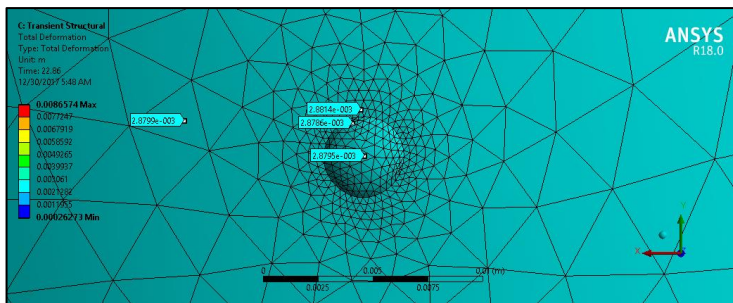 C: Transient Structural
Total Deformation
Type: Total Deformation
Unit: m
Time: 22.86
12/30/2017 5:48 AM
0.0086574 Max
0.0077247
0.0067919
0.0058592
0.0049265
0.0039937
0.003061
0.0021282
0.0011955
0.00026273 Min
ANSYS
R18.0
2.8799e-003
2.8814e-003
2.8786e-003
2.8795e-003
0
0.005
0.01 (m)
0.0025
0.0075
Y
X